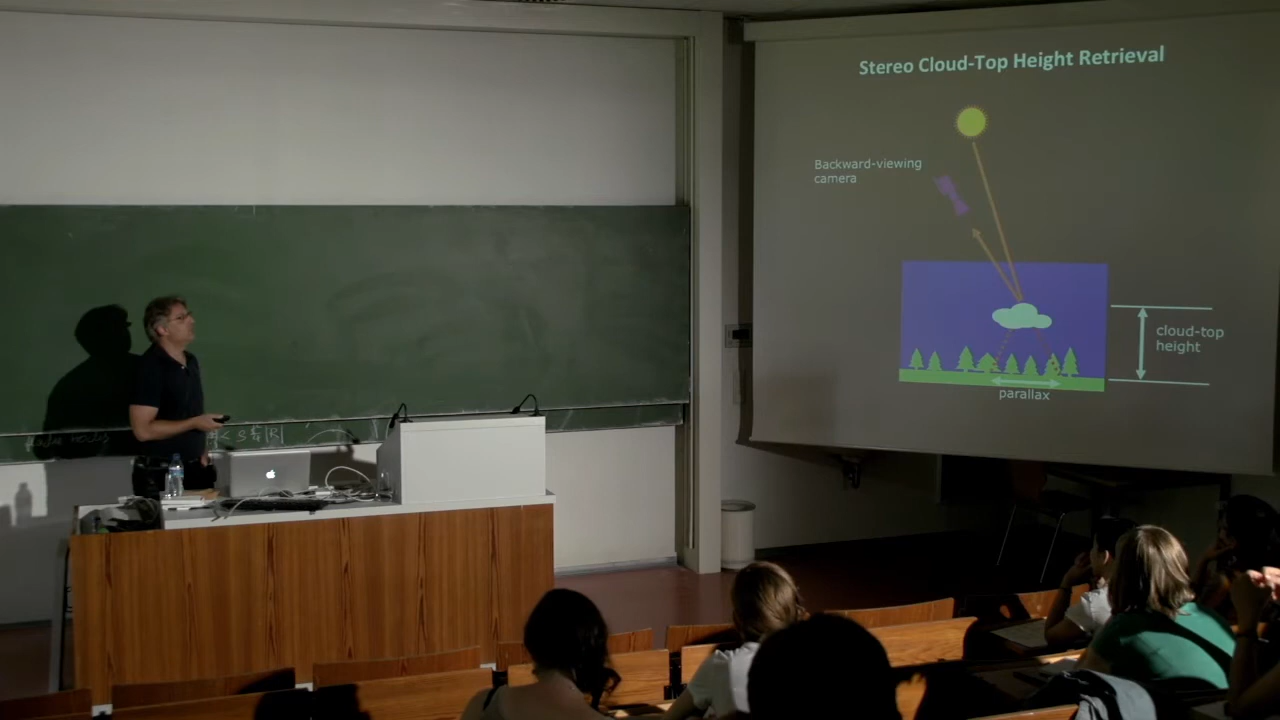 Stereo Cloud-Top Height Retrieval
Backward-viewing
camera
cloud-top
height
parallax